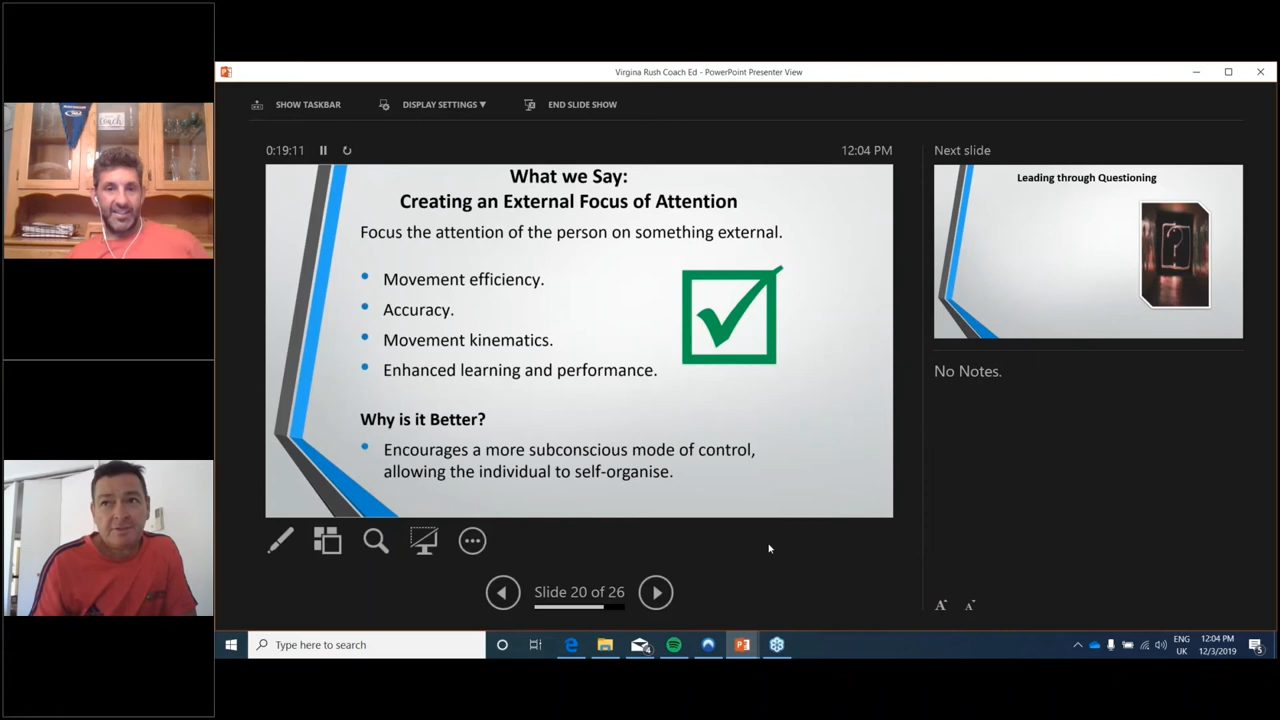 Virgina Rush Coach Ed - PowerPoint Presenter View
SHOW TASKBAR
DISPLAY SETTINGS ▼
END SLIDE SHOW
0:19:11
12:04 PM
What we Say:
Creating an External Focus of Attention
Focus the attention of the person on something external.
• Movement efficiency.
• Accuracy.
• Movement kinematics.
• Enhanced learning and performance.
Why is it Better?
• Encourages a more subconscious mode of control,
allowing the individual to self-organise.
Next slide
Leading through Questioning
?
No Notes.
Slide 20 of 26
A
A
Type here to search
4
ENG
UK
12:04 PM
12/3/2019
5